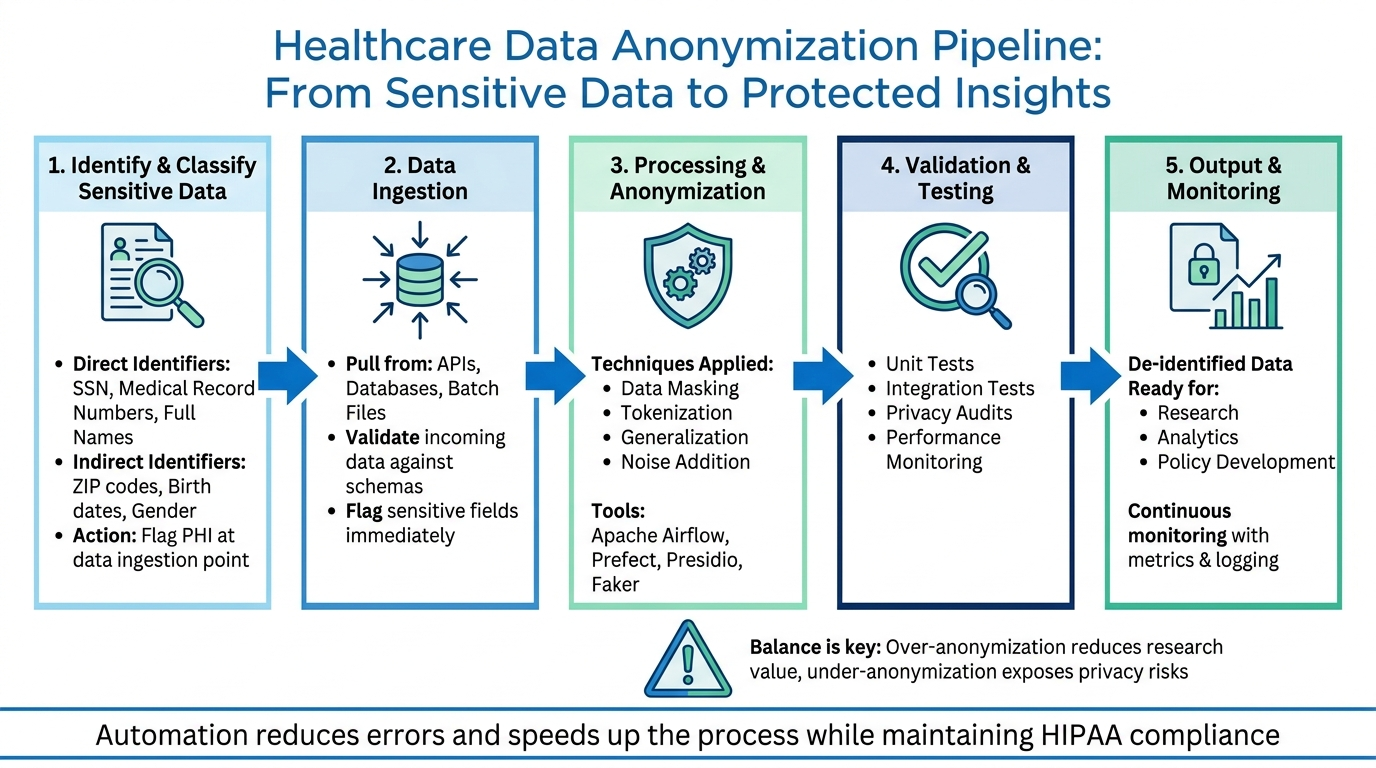 Healthcare Data Anonymization Pipeline:
From Sensitive Data to Protected Insights
1. Identify & Classify
Sensitive Data
• Direct Identifiers:
SSN, Medical Record
Numbers, Full
Names
• Indirect Identifiers:
ZIP codes, Birth
dates, Gender
• Action: Flag PHI at
data ingestion point
2. Data
Ingestion
• Pull from: APIs,
Databases, Batch
Files
• Validate incoming
data against
schemas
• Flag sensitive fields
immediately
3. Processing &
Anonymization
Techniques Applied:
• Data Masking
• Tokenization
• Generalization
• Noise Addition
Tools:
Apache Airflow,
Prefect, Presidio,
Faker
4. Validation &
Testing
• Unit Tests
• Integration Tests
• Privacy Audits
• Performance
Monitoring
5. Output &
Monitoring
De-identified Data
Ready for:
• Research
• Analytics
• Policy Development
Continuous
monitoring with
metrics & logging
Balance is key: Over-anonymization reduces research
value, under-anonymization exposes privacy risks
Automation reduces errors and speeds up the process while maintaining HIPAA compliance